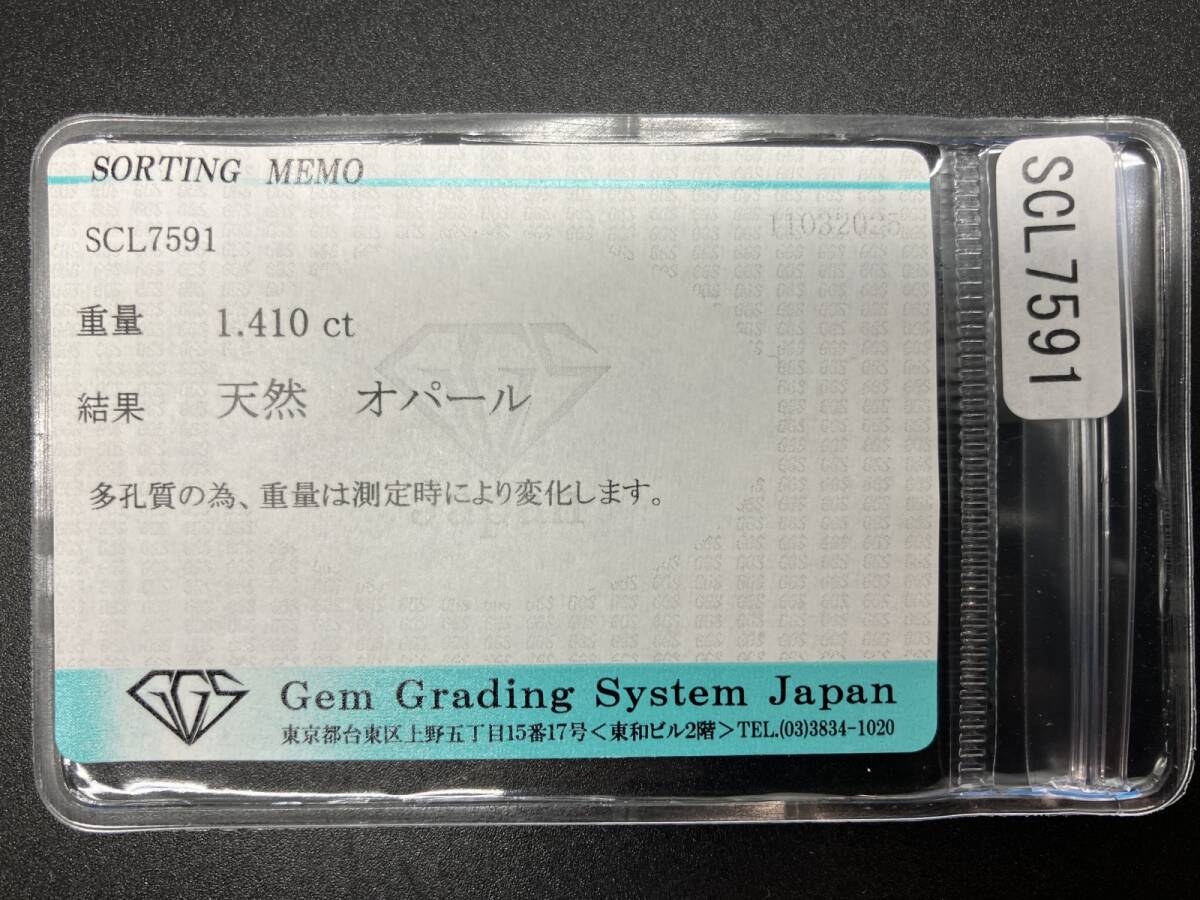 SORTING MEMO
SCL7591
11032025
重量 1.410 ct
結果 天然 オパール
多孔質の為、重量は測定時により変化します。
Japan
GGS
Gem Grading System Japan
東京都台東区上野五丁目15番17号＜東和ビル2階＞TEL.(03)3834-1020
SCL7591